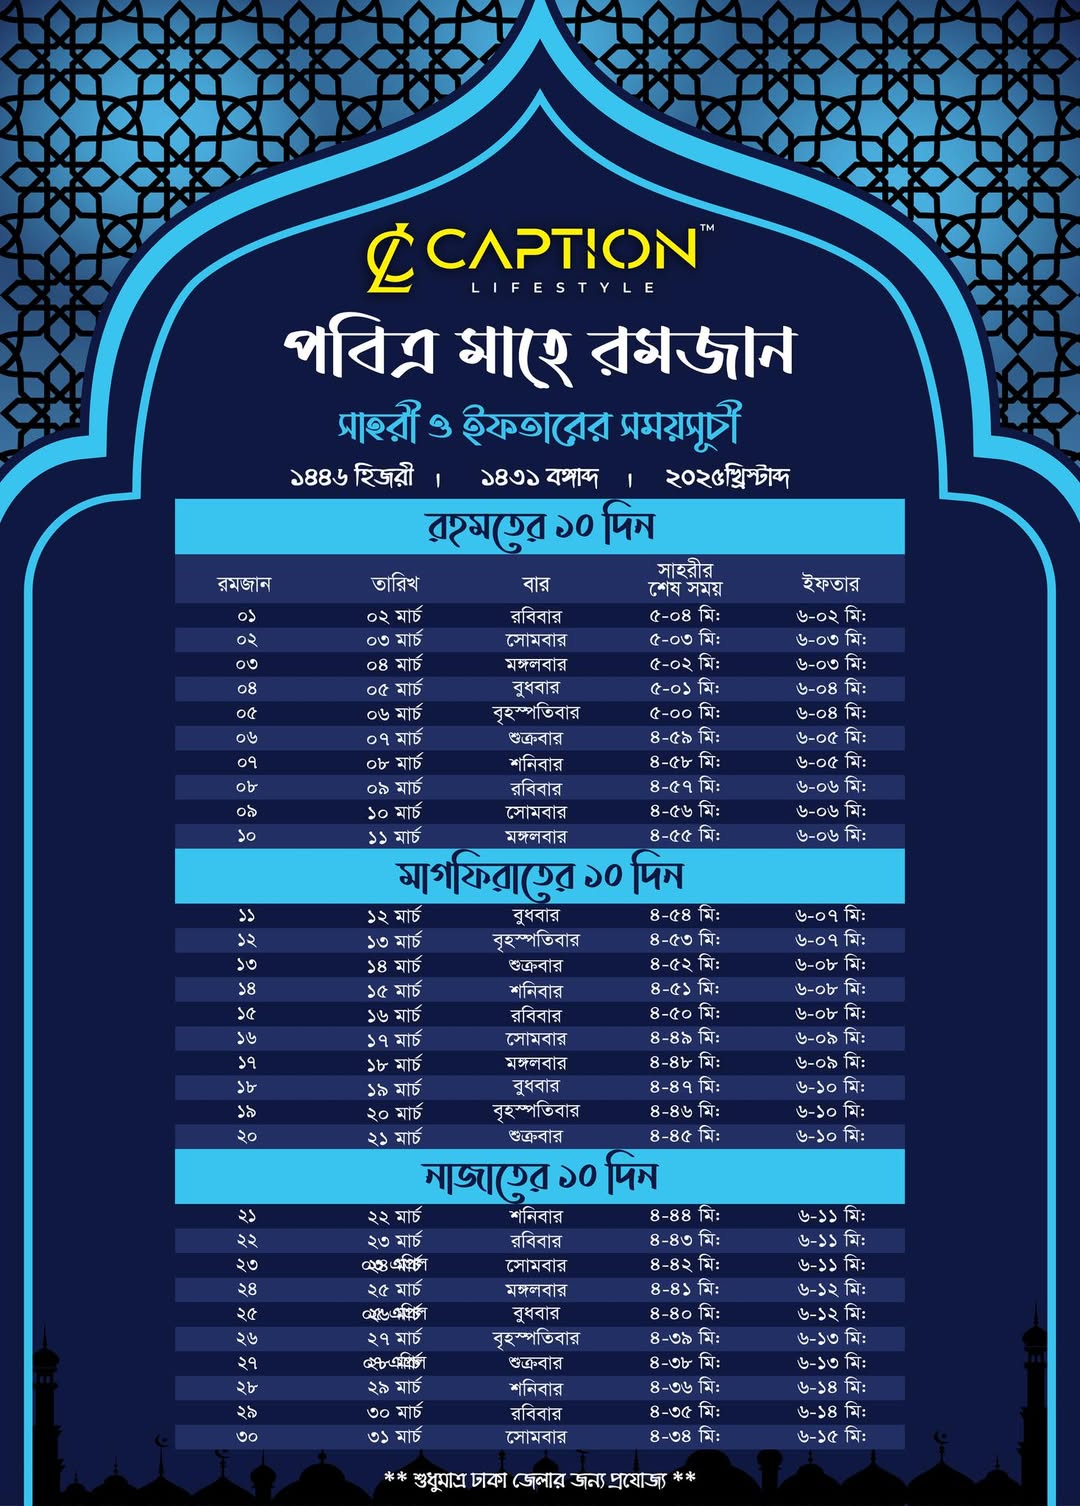 CAPTION™
LIFESTYLE
পবিত্র মাহে রমজান
সাহরী ও ইফতারের সময়সূচী
১৪৪৬ হিজরী । ১৪৩১ বঙ্গাব্দ । ২০২৫খ্রিস্টাব্দ
রহমতের ১০ দিন
রমজান তারিখ বার সাহরীর শেষ সময় ইফতার
০১ ০২ মার্চ রবিবার ৫-০৪ মি: ৬-০২ মি:
০২ ০৩ মার্চ সোমবার ৫-০৩ মি: ৬-০৩ মি:
০৩ ০৪ মার্চ মঙ্গলবার ৫-০২ মি: ৬-০৩ মি:
০৪ ০৫ মার্চ বুধবার ৫-০১ মি: ৬-০৪ মি:
০৫ ০৬ মার্চ বৃহস্পতিবার ৫-০০ মি: ৬-০৪ মি:
০৬ ০৭ মার্চ শুক্রবার ৪-৫৯ মি: ৬-০৫ মি:
০৭ ০৮ মার্চ শনিবার ৪-৫৮ মি: ৬-০৫ মি:
০৮ ০৯ মার্চ রবিবার ৪-৫৭ মি: ৬-০৬ মি:
০৯ ১০ মার্চ সোমবার ৪-৫৬ মি: ৬-০৬ মি:
১০ ১১ মার্চ মঙ্গলবার ৪-৫৫ মি: ৬-০৬ মি:
মাগফিরাতের ১০ দিন
১১ ১২ মার্চ বুধবার ৪-৫৪ মি: ৬-০৭ মি:
১২ ১৩ মার্চ বৃহস্পতিবার ৪-৫৩ মি: ৬-০৭ মি:
১৩ ১৪ মার্চ শুক্রবার ৪-৫২ মি: ৬-০৮ মি:
১৪ ১৫ মার্চ শনিবার ৪-৫১ মি: ৬-০৮ মি:
১৫ ১৬ মার্চ রবিবার ৪-৫০ মি: ৬-০৮ মি:
১৬ ১৭ মার্চ সোমবার ৪-৪৯ মি: ৬-০৯ মি:
১৭ ১৮ মার্চ মঙ্গলবার ৪-৪৮ মি: ৬-০৯ মি:
১৮ ১৯ মার্চ বুধবার ৪-৪৭ মি: ৬-১০ মি:
১৯ ২০ মার্চ বৃহস্পতিবার ৪-৪৬ মি: ৬-১০ মি:
২০ ২১ মার্চ শুক্রবার ৪-৪৫ মি: ৬-১০ মি:
নাজাতের ১০ দিন
২১ ২২ মার্চ শনিবার ৪-৪৪ মি: ৬-১১ মি:
২২ ২৩ মার্চ রবিবার ৪-৪৩ মি: ৬-১১ মি:
২৩ সোমবার ৪-৪২ মি: ৬-১১ মি:
২৪ ২৫ মার্চ মঙ্গলবার ৪-৪১ মি: ৬-১২ মি:
২৫ বুধবার ৪-৪০ মি: ৬-১২ মি:
২৬ ২৭ মার্চ বৃহস্পতিবার ৪-৩৯ মি: ৬-১৩ মি:
২৭ শুক্রবার ৪-৩৮ মি: ৬-১৩ মি:
২৮ ২৯ মার্চ শনিবার ৪-৩৬ মি: ৬-১৪ মি:
২৯ ৩০ মার্চ রবিবার ৪-৩৫ মি: ৬-১৪ মি:
৩০ ৩১ মার্চ সোমবার ৪-৩৪ মি: ৬-১৫ মি:
** শুধুমাত্র ঢাকা জেলার জন্য প্রযোজ্য **